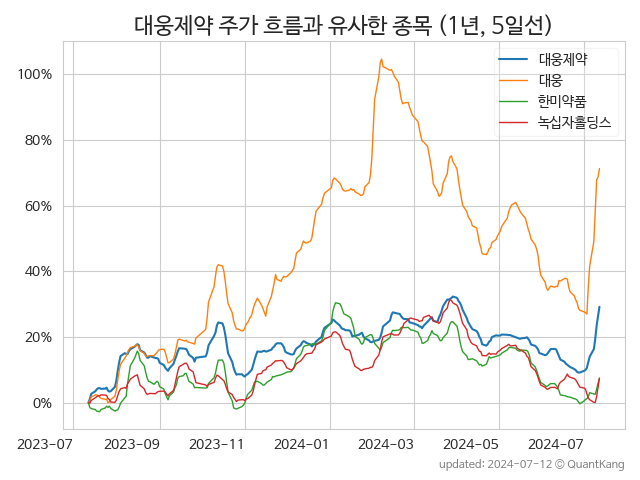 대웅제약 주가 흐름과 유사한 종목 (1년, 5일선)
대웅제약
대웅
한미약품
녹십자홀딩스
100%
80%
60%
40%
20%
0%
2023-07 2023-09 2023-11 2024-01 2024-03 2024-05 2024-07
updated: 2024-07-12 © QuantKang